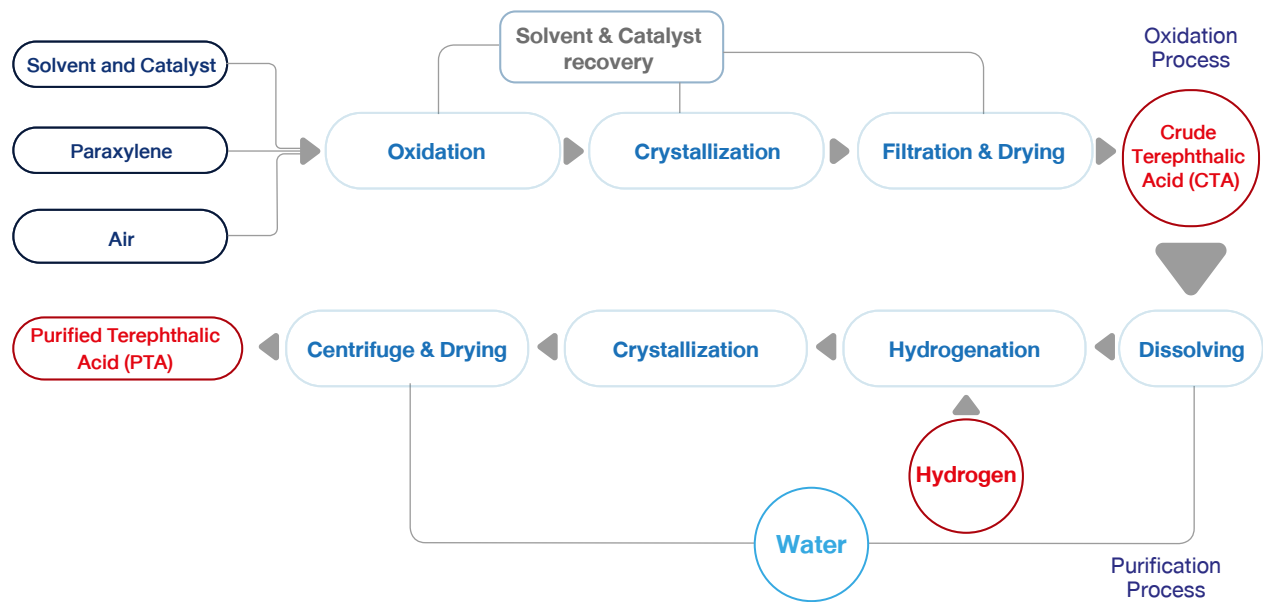 Solvent and Catalyst
Paraxylene
Air
Solvent & Catalyst
recovery
Oxidation
Crystallization
Filtration & Drying
Oxidation
Process
Crude
Terephthalic
Acid (CTA)
Purified Terephthalic
Acid (PTA)
Centrifuge & Drying
Crystallization
Hydrogenation
Dissolving
Hydrogen
Water
Purification
Process